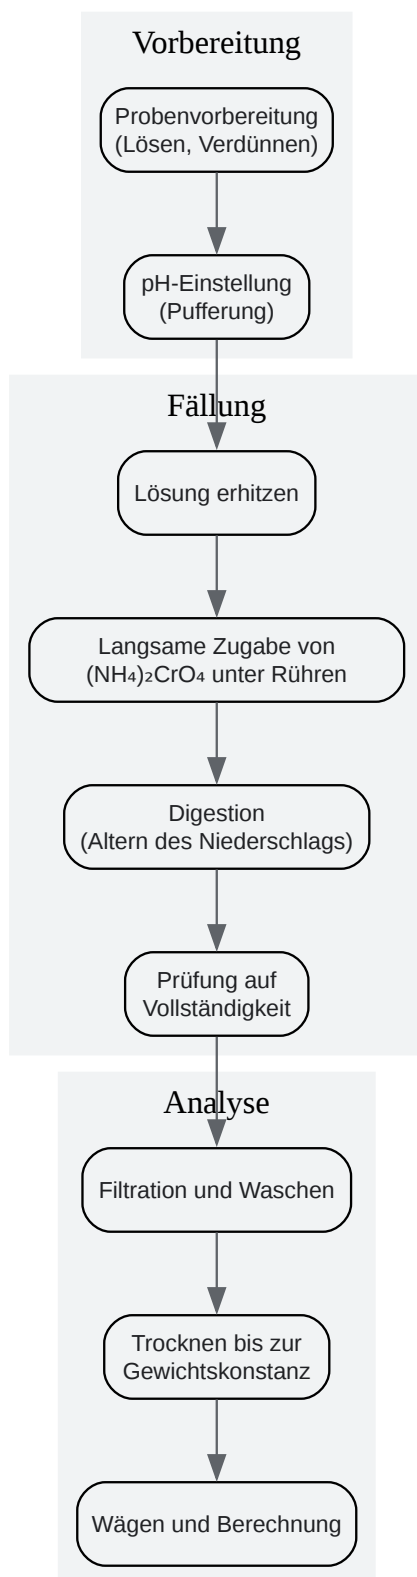 Vorbereitung
Probenvorbereitung
(Lösen, Verdünnen)
pH-Einstellung
(Pufferung)
Fällung
Lösung erhitzen
Langsame Zugabe von
(NH₄)₂CrO₄ unter Rühren
Digestion
(Altern des Niederschlags)
Prüfung auf
Vollständigkeit
Analyse
Filtration und Waschen
Trocknen bis zur
Gewichtskonstanz
Wägen und Berechnung